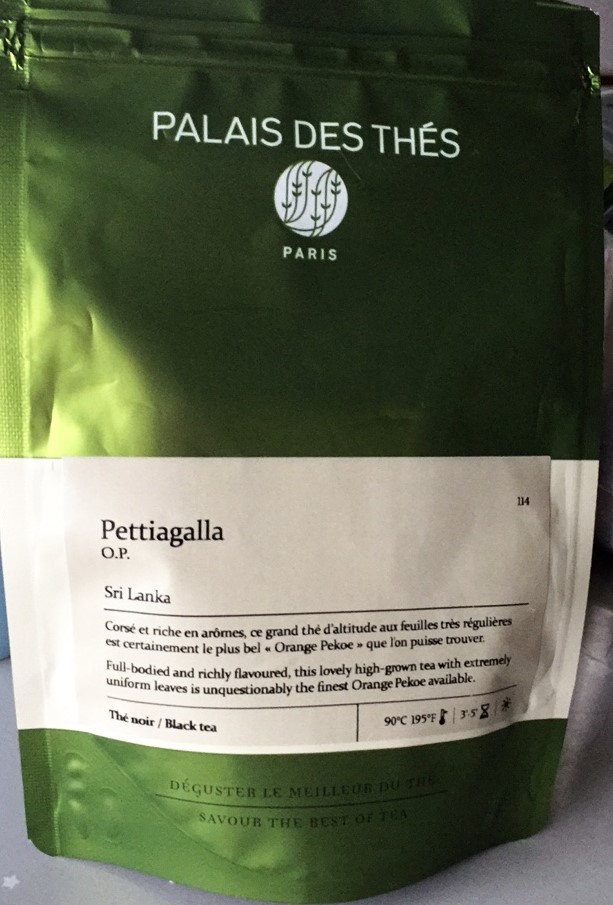 PALAIS DES THÉS
PARIS
114
Pettiagalla
O.P.
Sri Lanka
Corsé et riche en arômes, ce grand thé d'altitude aux feuilles très régulières
est certainement le plus bel « Orange Pekoe » que l'on puisse trouver.
Full-bodied and richly flavoured, this lovely high-grown tea with extremely
uniform leaves is unquestionably the finest Orange Pekoe available.
Thé noir / Black tea
90°C 195°F | 3'-5' |
DÉGUSTER LE MEILLEUR DU THÉ
SAVOUR THE BEST OF TEA